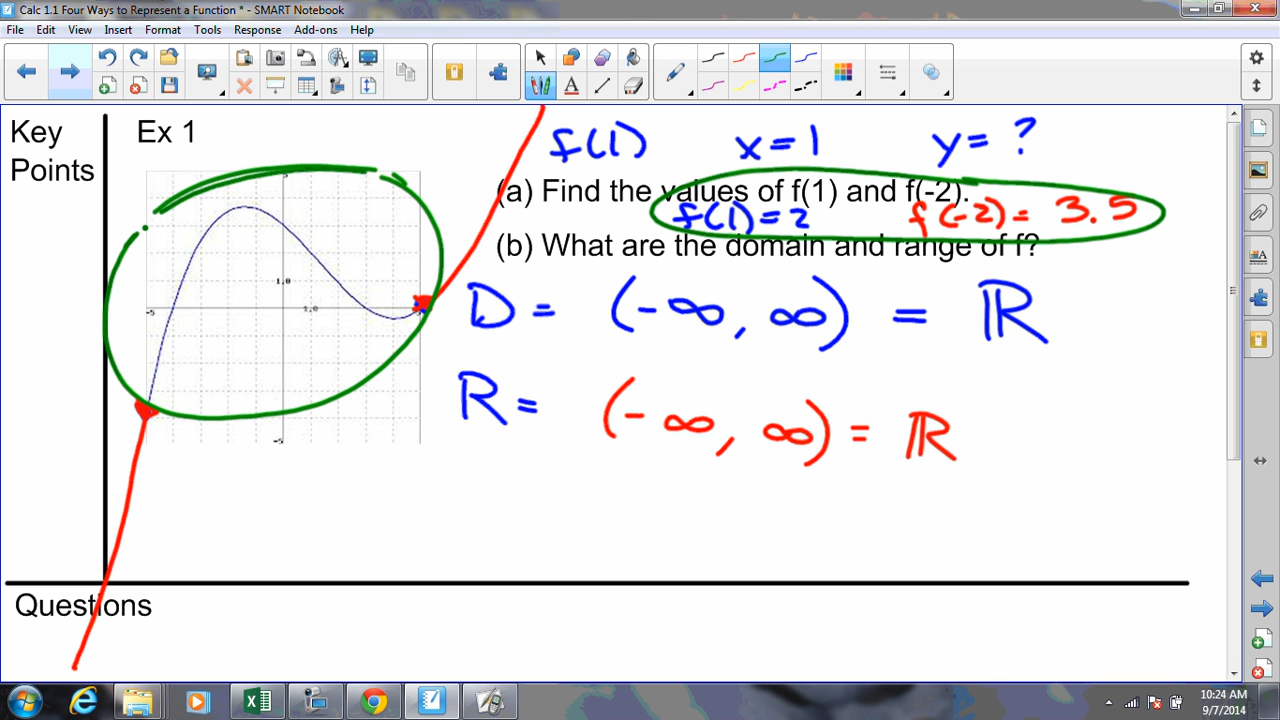 Calc 1.1 Four Ways to Represent a Function * - SMART Notebook
File Edit View Insert Format Tools Response Add-ons Help
Key Points
Ex 1
f(1) x=1 y= ?
(a) Find the values of f(1) and f(-2).
f(1)=2 f(-2)= 3.5
(b) What are the domain and range of f?
D = (-∞, ∞) = ℝ
R = (-∞, ∞) = ℝ
5
1.0
-5 1.0
-5
Questions
10:24 AM
9/7/2014